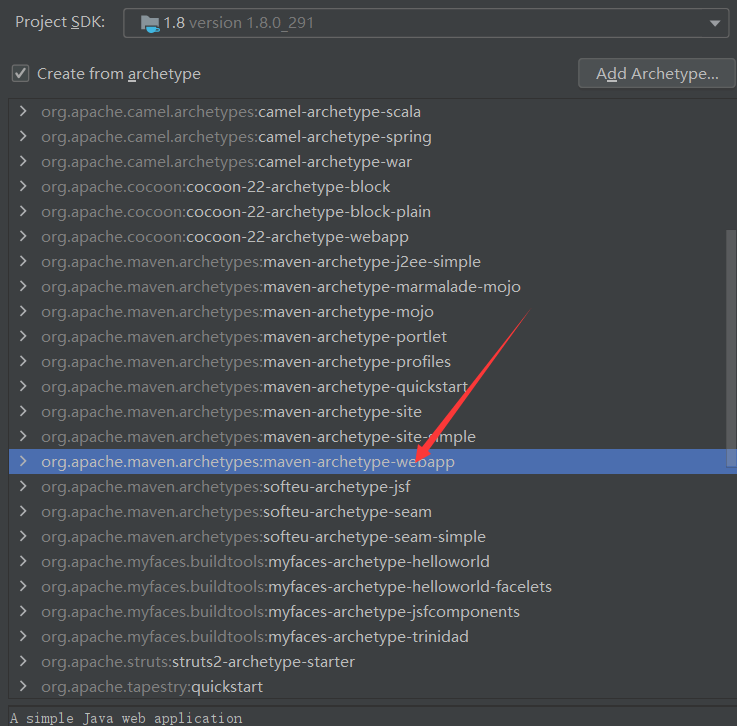 Project SDK: 1.8 version 1.8.0_291
Create from archetype Add Archetype...
org.apache.camel.archetypes:camel-archetype-scala
org.apache.camel.archetypes:camel-archetype-spring
org.apache.camel.archetypes:camel-archetype-war
org.apache.cocoon:cocoon-22-archetype-block
org.apache.cocoon:cocoon-22-archetype-block-plain
org.apache.cocoon:cocoon-22-archetype-webapp
org.apache.maven.archetypes:maven-archetype-j2ee-simple
org.apache.maven.archetypes:maven-archetype-marmalade-mojo
org.apache.maven.archetypes:maven-archetype-mojo
org.apache.maven.archetypes:maven-archetype-portlet
org.apache.maven.archetypes:maven-archetype-profiles
org.apache.maven.archetypes:maven-archetype-quickstart
org.apache.maven.archetypes:maven-archetype-site
org.apache.maven.archetypes:maven-archetype-site-simple
org.apache.maven.archetypes:maven-archetype-webapp
org.apache.maven.archetypes:softeu-archetype-jsf
org.apache.maven.archetypes:softeu-archetype-seam
org.apache.maven.archetypes:softeu-archetype-seam-simple
org.apache.myfaces.buildtools:myfaces-archetype-helloworld
org.apache.myfaces.buildtools:myfaces-archetype-helloworld-facelets
org.apache.myfaces.buildtools:myfaces-archetype-jsfcomponents
org.apache.myfaces.buildtools:myfaces-archetype-trinidad
org.apache.struts:struts2-archetype-starter
org.apache.tapestry:quickstart
A simple Java web application